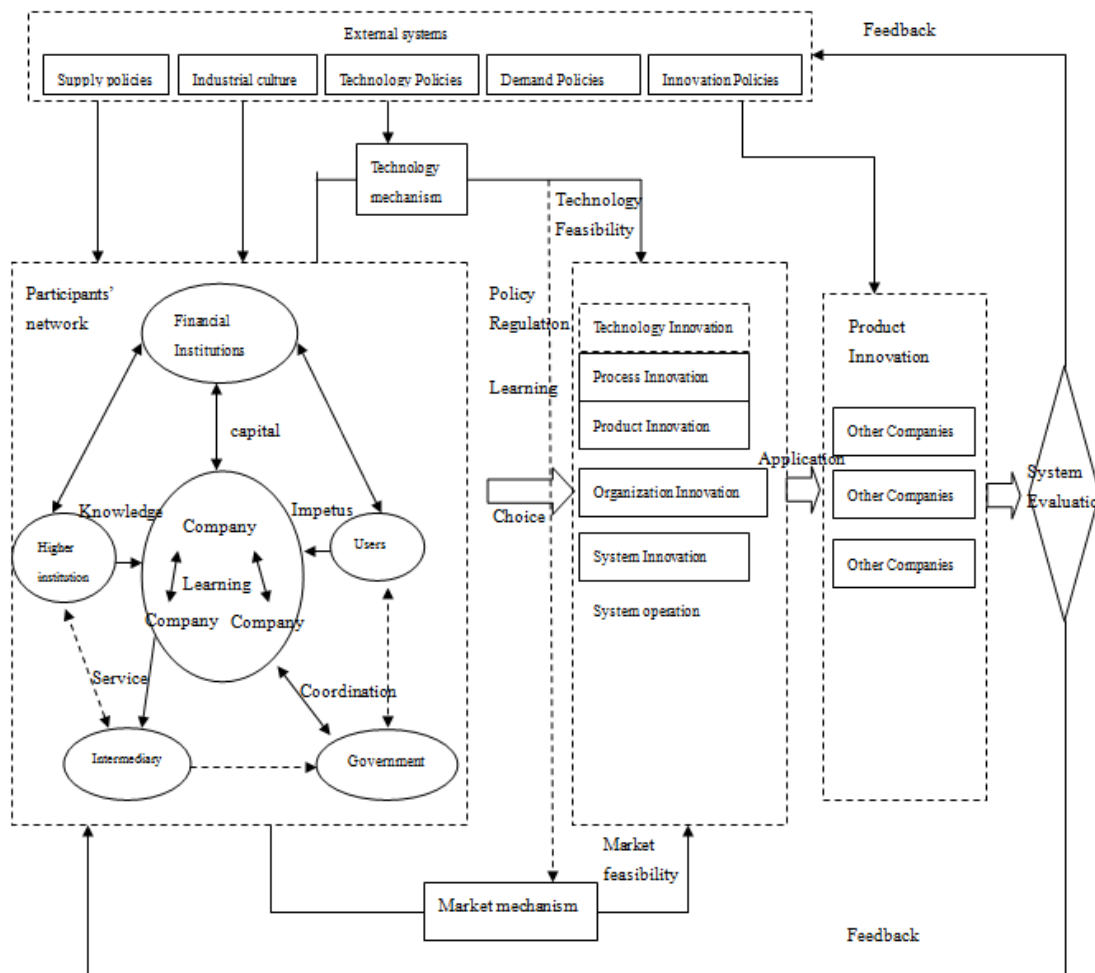 External systems
Feedback
Supply policies
Industrial culture
Technology Policies
Demand Policies
Innovation Policies
Technology
mechanism
Technology
Feasibility
Participants'
network
Financial
Institutions
Policy
Regulation
Technology Innovation
Product
Innovation
Learning
Process Innovation
capital
Product Innovation
Other Companies
Application
Knowledge
Company
Impetus
Choice
Organization Innovation
Other Companies
System
Evaluation
Higher
institution
Users
Learning
System Innovation
Other Companies
Company
Company
System operation
Service
Coordination
Intermediary
Government
Market
feasibility
Market mechanism
Feedback